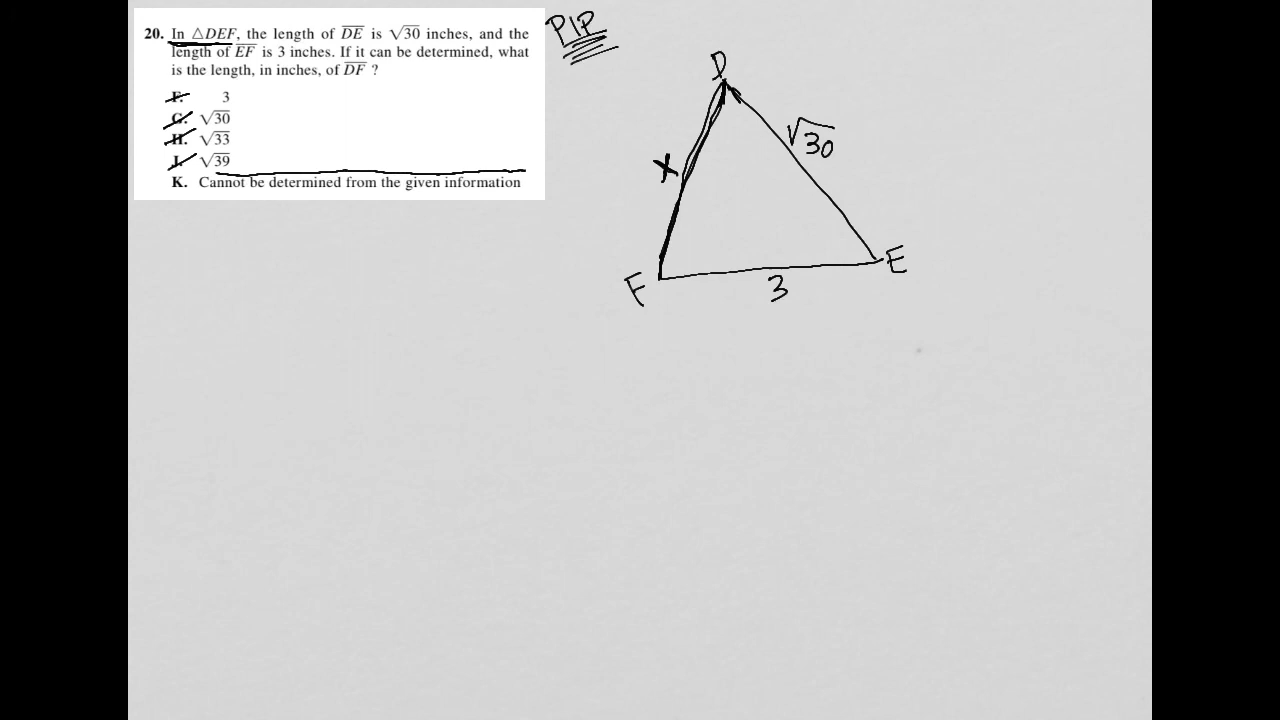 20. In △DEF, the length of DE is √30 inches, and the
length of EF is 3 inches. If it can be determined, what
is the length, in inches, of DF ?
F. 3
G. √30
H. √33
J. √39
K. Cannot be determined from the given information
PIP
D
√30
X
E
F
3